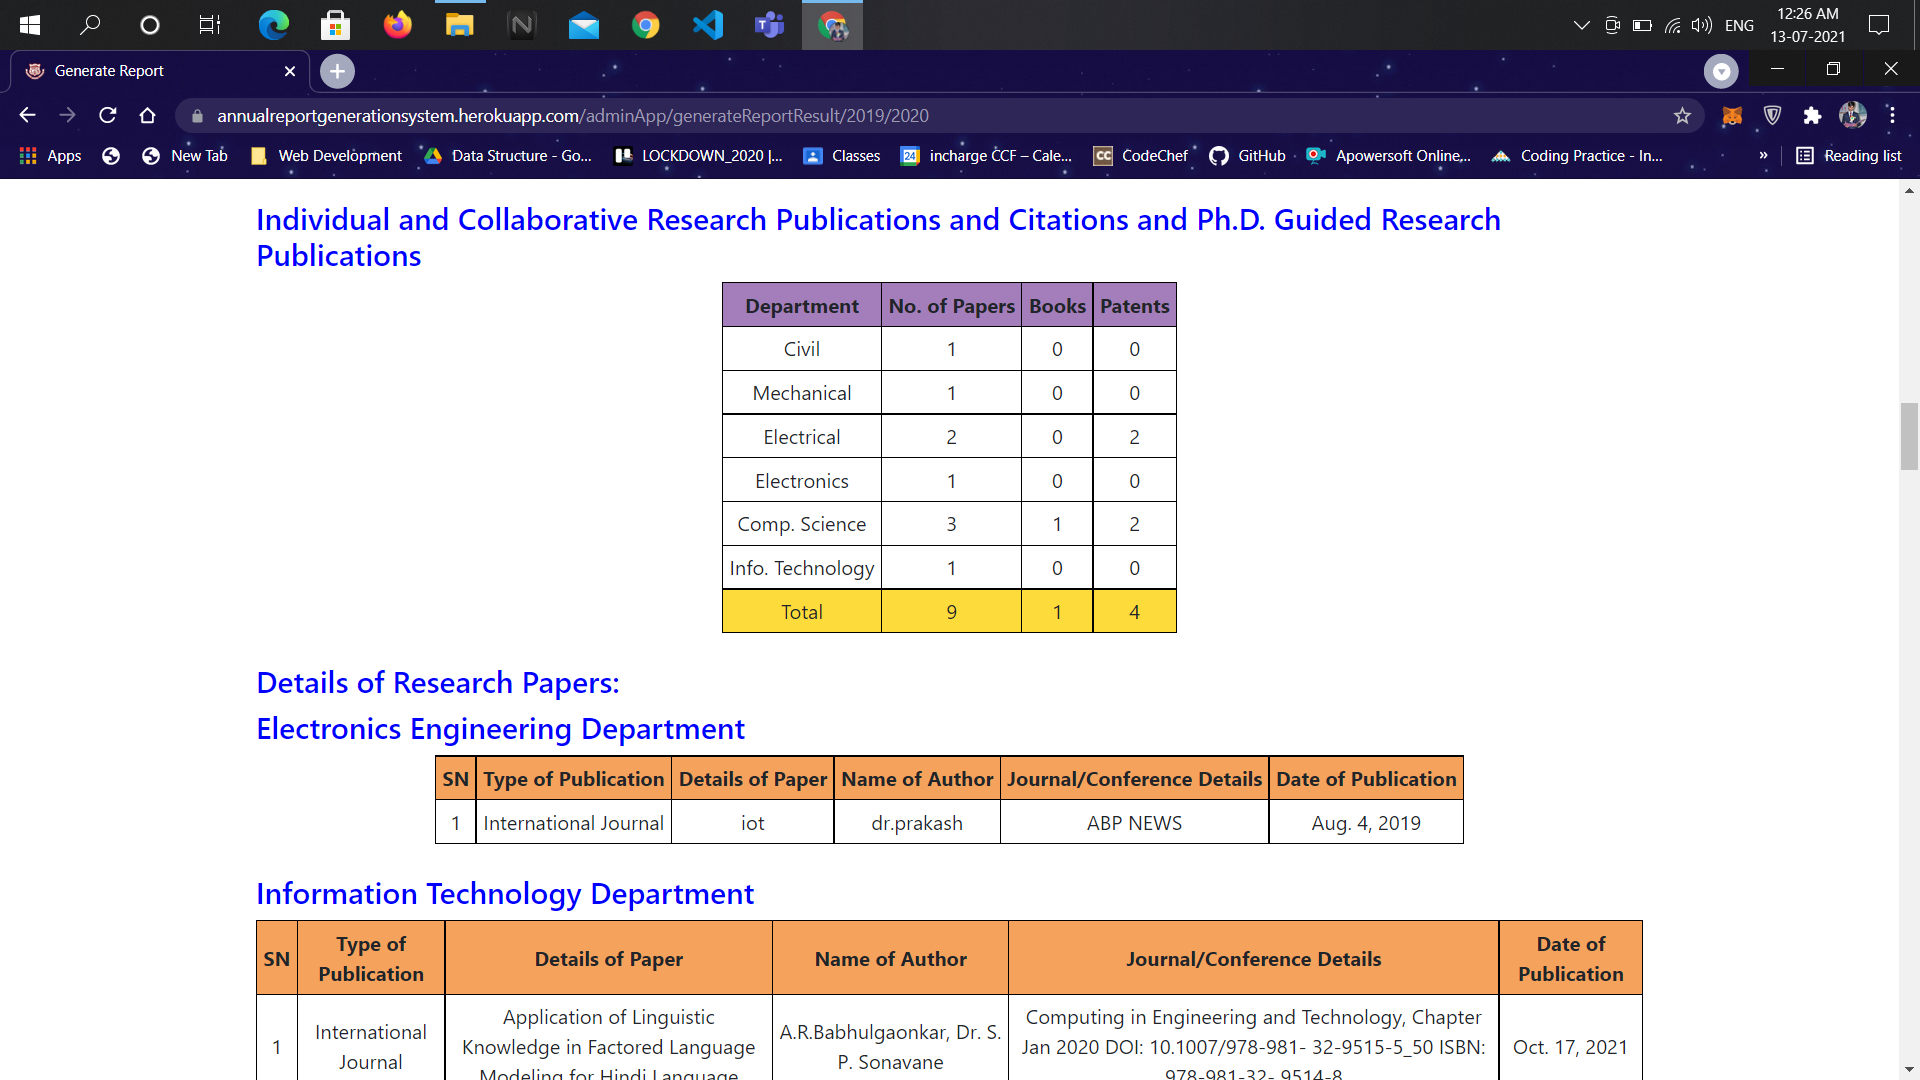 ENG
12:26 AM
13-07-2021
Generate Report
annualreportgenerationsystem.herokuapp.com/adminApp/generateReportResult/2019/2020
Apps
New Tab
Web Development
Data Structure - Go...
LOCKDOWN_2020 |...
Classes
24
incharge CCF – Cale...
CC
CodeChef
GitHub
Apowersoft Online,...
Coding Practice - In...
»
Reading list
Individual and Collaborative Research Publications and Citations and Ph.D. Guided Research
Publications
Department No. of Papers Books Patents
Civil 1 0 0
Mechanical 1 0 0
Electrical 2 0 2
Electronics 1 0 0
Comp. Science 3 1 2
Info. Technology 1 0 0
Total 9 1 4
Details of Research Papers:
Electronics Engineering Department
SN Type of Publication Details of Paper Name of Author Journal/Conference Details Date of Publication
1 International Journal iot dr.prakash ABP NEWS Aug. 4, 2019
Information Technology Department
SN
Type of
Publication
Details of Paper
Name of Author
Journal/Conference Details
Date of
Publication
1
International
Journal
Application of Linguistic
Knowledge in Factored Language
Modeling for Hindi Language
A.R.Babhulgaonkar, Dr. S.
P. Sonavane
Computing in Engineering and Technology, Chapter
Jan 2020 DOI: 10.1007/978-981- 32-9515-5_50 ISBN:
978-981-32- 9514-8
Oct. 17, 2021